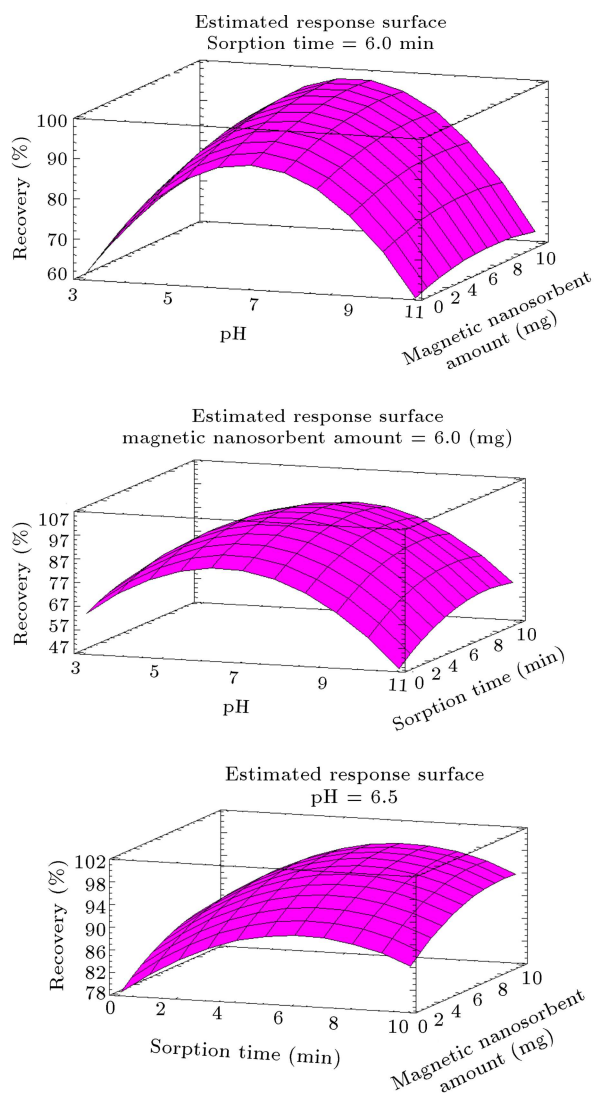 Estimated response surface
Sorption time = 6.0 min
100
90
80
70
60
Recovery (%)
3
5
7
9
11
pH
0 2 4 6 8 10
Magnetic nanosorbent
amount (mg)
Estimated response surface
magnetic nanosorbent amount = 6.0 (mg)
107
97
87
77
67
57
47
Recovery (%)
3
5
7
9
11
pH
0 2 4 6 8 10
Sorption time (min)
Estimated response surface
pH = 6.5
102
98
94
90
86
82
78
Recovery (%)
0
2
4
6
8
10
Sorption time (min)
0 2 4 6 8 10
Magnetic nanosorbent
amount (mg)